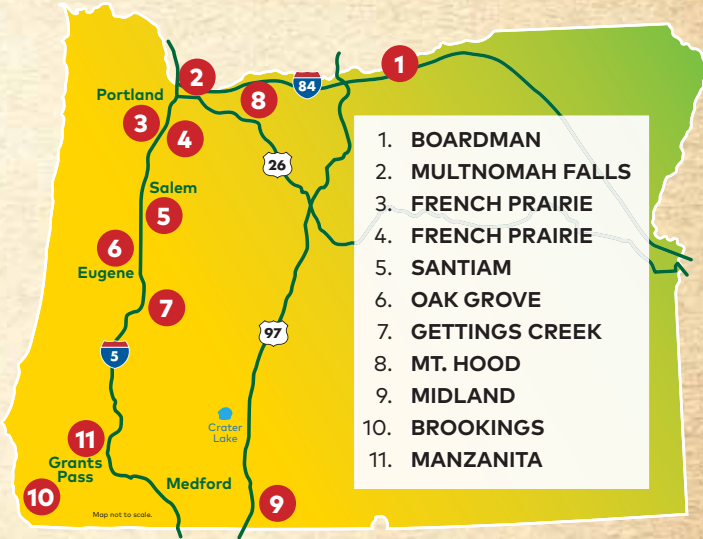 1
2
84
8
Portland
3
4
26
Salem
5
6
Eugene
7
97
5
Crater
Lake
11
Grants
Pass
Medford
10
9
Map not to scale.
1. BOARDMAN
2. MULTNOMAH FALLS
3. FRENCH PRAIRIE
4. FRENCH PRAIRIE
5. SANTIAM
6. OAK GROVE
7. GETTINGS CREEK
8. MT. HOOD
9. MIDLAND
10. BROOKINGS
11. MANZANITA